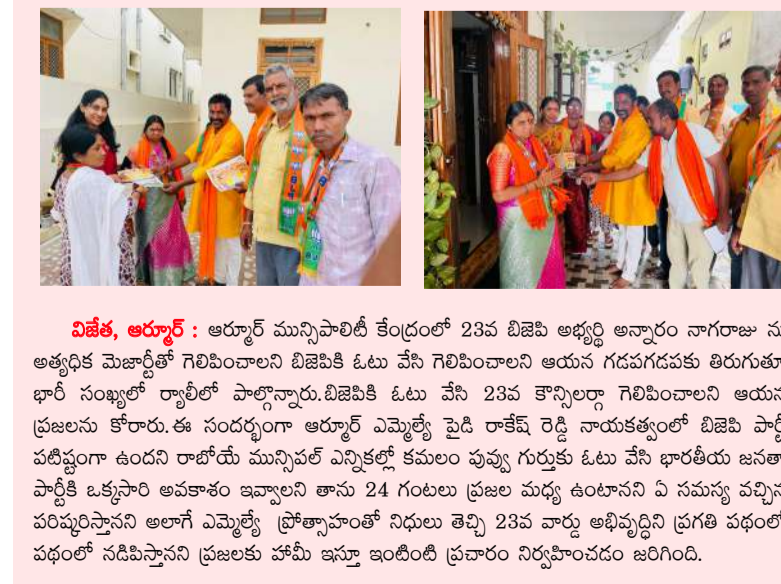 విజేత, ఆర్మూర్ : ఆర్మూర్ మున్సిపాలిటీ కేంద్రంలో 23వ బిజెపి అభ్యర్థి అన్నారం నాగరాజు
అత్యధిక మెజార్టీతో గెలిపించాలని బిజెపికి ఓటు వేసి గెలిపించాలని ఆయన గడపగడపకు తిరుగుతూ
భారీ సంఖ్యలో ర్యాలీలో పాల్గొన్నారు.బిజెపికి ఓటు వేసి 23వ కౌన్సిలర్గా గెలిపించాలని ఆయన
ప్రజలను కోరారు.ఈ సందర్భంగా ఆర్మూర్ ఎమ్మెల్యే పైడి రాకేష్ రెడ్డి నాయకత్వంలో బిజెపి పార్టీ
పటిష్టంగా ఉందని రాబోయే మున్సిపల్ ఎన్నికల్లో కమలం పువ్వు గుర్తుకు ఓటు వేసి భారతీయ జనతా
పార్టీకి ఒక్కసారి అవకాశం ఇవ్వాలని తాను 24 గంటలు ప్రజల మధ్య ఉంటానని ఏ సమస్య వచ్చిన
పరిష్కరిస్తానని అలాగే ఎమ్మెల్యే ప్రోత్సాహంతో నిధులు తెచ్చి 23వ వార్డు అభివృద్ధిని ప్రగతి పథంలో
పథంలో నడిపిస్తానని ప్రజలకు హామీ ఇస్తూ ఇంటింటి ప్రచారం నిర్వహించడం జరిగింది.